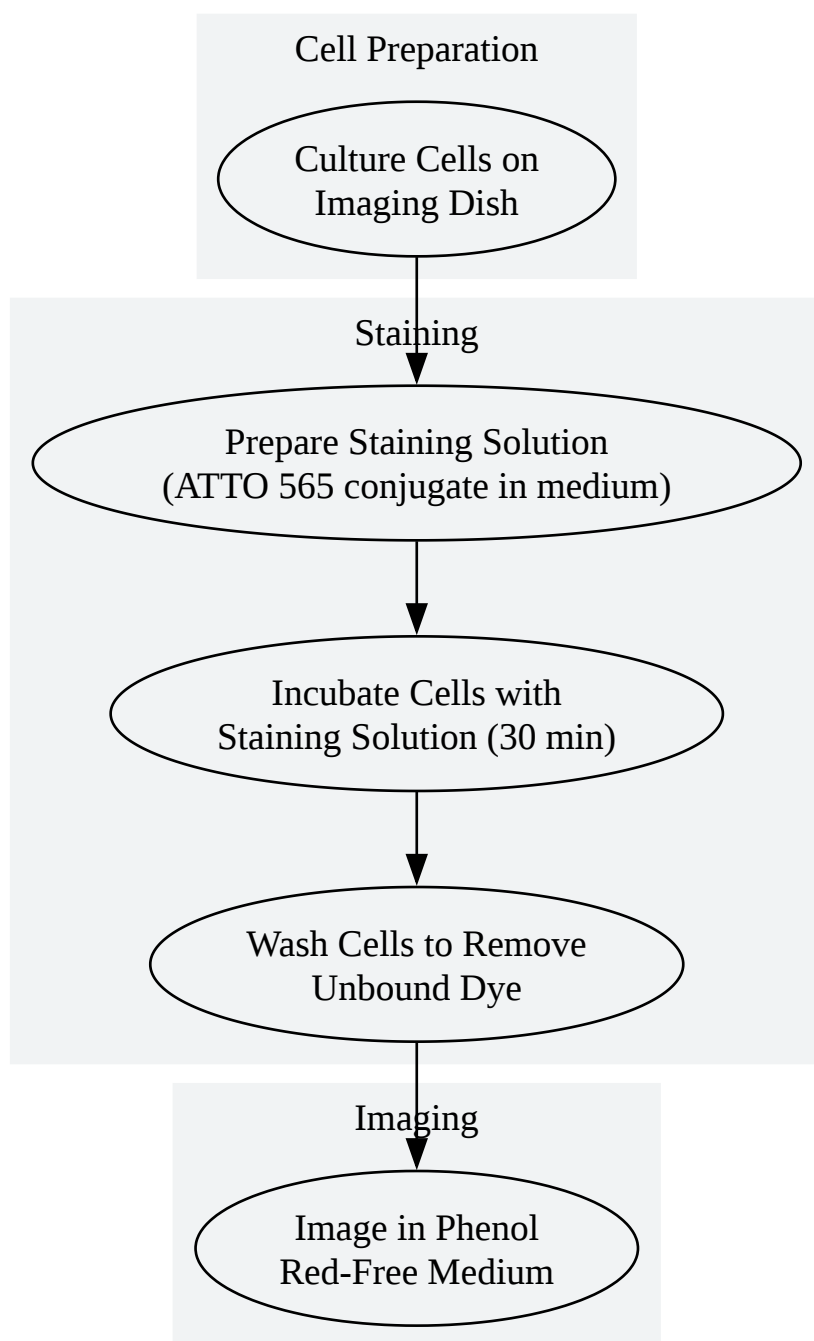 Cell Preparation
Culture Cells on
Imaging Dish
Staining
Prepare Staining Solution
(ATTO 565 conjugate in medium)
Incubate Cells with
Staining Solution (30 min)
Wash Cells to Remove
Unbound Dye
Imaging
Image in Phenol
Red-Free Medium